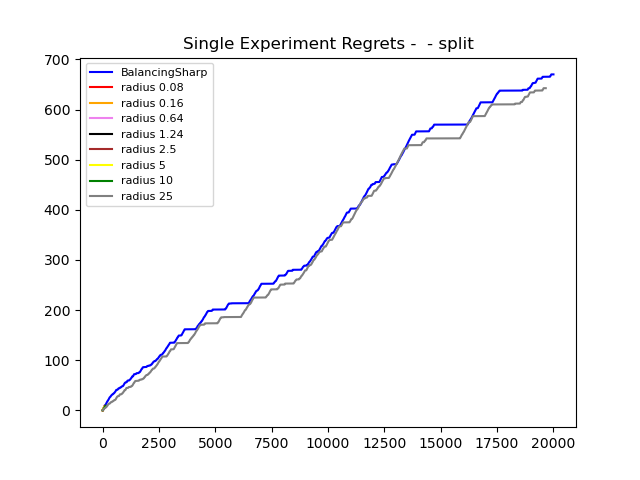 Single Experiment Regrets -  - split
700
600
500
400
300
200
100
0
BalancingSharp
radius 0.08
radius 0.16
radius 0.64
radius 1.24
radius 2.5
radius 5
radius 10
radius 25
0 2500 5000 7500 10000 12500 15000 17500 20000